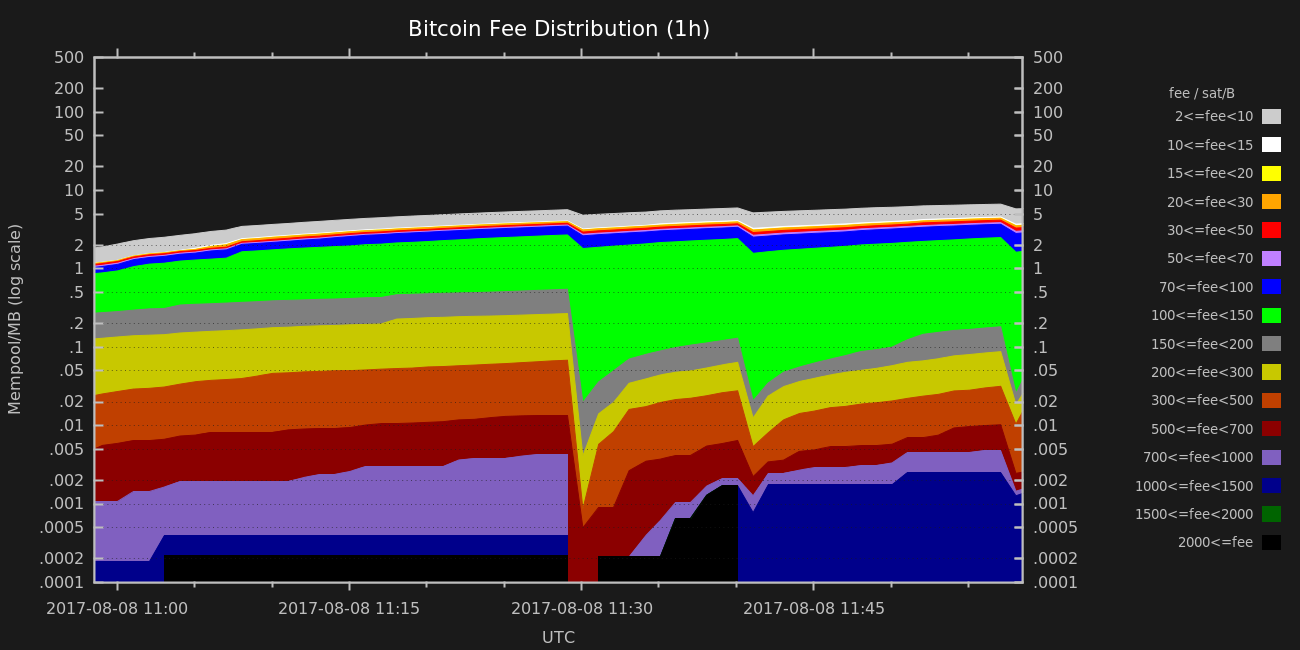 Bitcoin Fee Distribution (1h)
500 500
200 200
100 100
50 50
20 20
10 10
5 5
2 2
1 1
.5 .5
.2 .2
.1 .1
.05 .05
.02 .02
.01 .01
.005 .005
.002 .002
.001 .001
.0005 .0005
.0002 .0002
.0001 .0001
Mempool/MB (log scale)
2017-08-08 11:00 2017-08-08 11:15 2017-08-08 11:30 2017-08-08 11:45
UTC
fee / sat/B
2<=fee<10
10<=fee<15
15<=fee<20
20<=fee<30
30<=fee<50
50<=fee<70
70<=fee<100
100<=fee<150
150<=fee<200
200<=fee<300
300<=fee<500
500<=fee<700
700<=fee<1000
1000<=fee<1500
1500<=fee<2000
2000<=fee